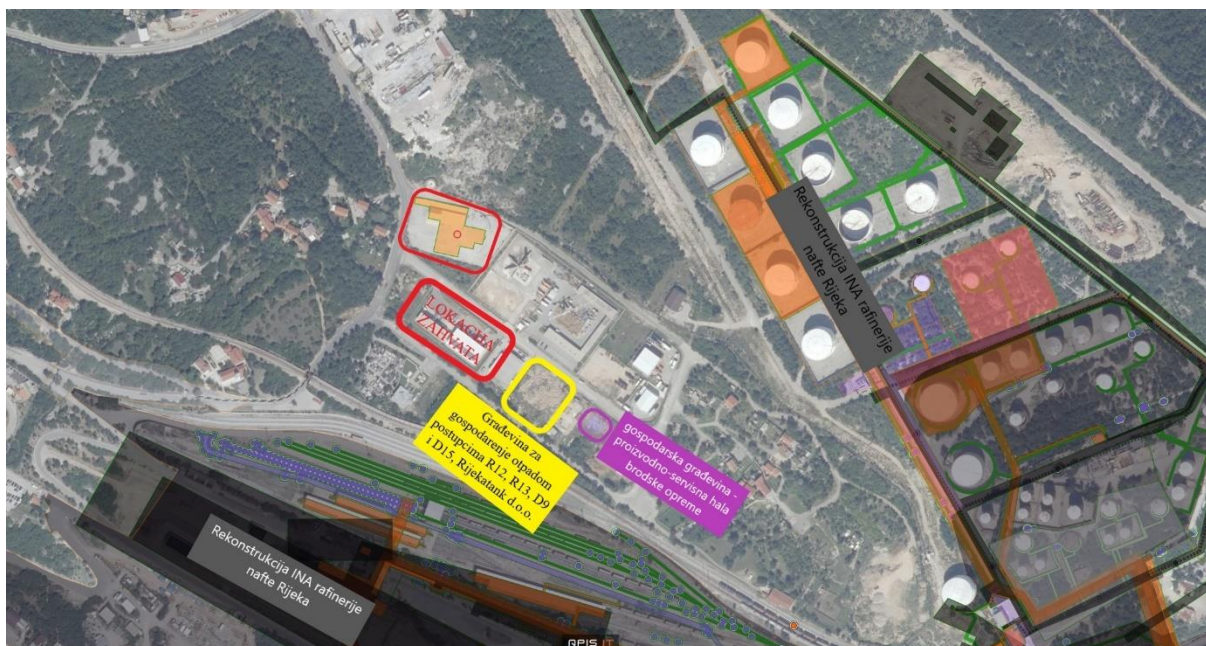 Rekonstrukcija INA rafinerije
nafte Rijeka
LOKACIJA
ZAHVATA
Građevina za
gospodarenje otpadom
postupcima R12, R13, D9
i D15, Rijekatank d.o.o.
gospodarska građevina -
proizvodno-servisna hala
brodske opreme
Rekonstrukcija INA rafinerije
nafte Rijeka
GPIS IT